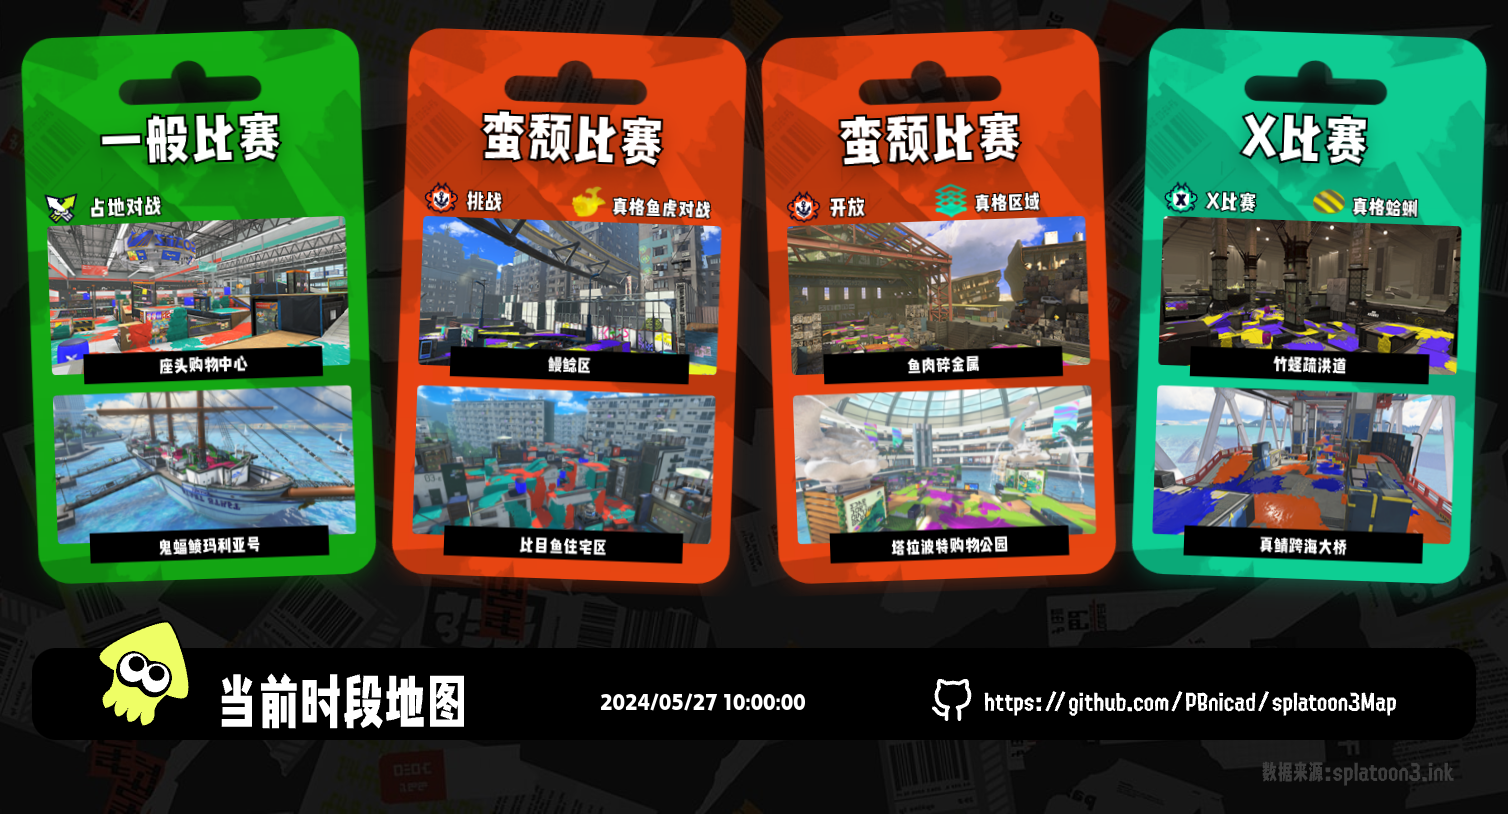 一般比赛
占地对战
座头购物中心
鬼蝠鲼玛利亚号
蛮颓比赛
挑战
真格鱼虎对战
鳗鲶区
比目鱼住宅区
蛮颓比赛
开放
真格区域
鱼肉碎金属
塔拉波特购物公园
X比赛
X比赛
真格蛤蜊
竹蛏疏洪道
真鲭跨海大桥
当前时段地图
2024/05/27 10:00:00
https://github.com/PBnicad/splatoon3Map
数据来源:splatoon3.ink